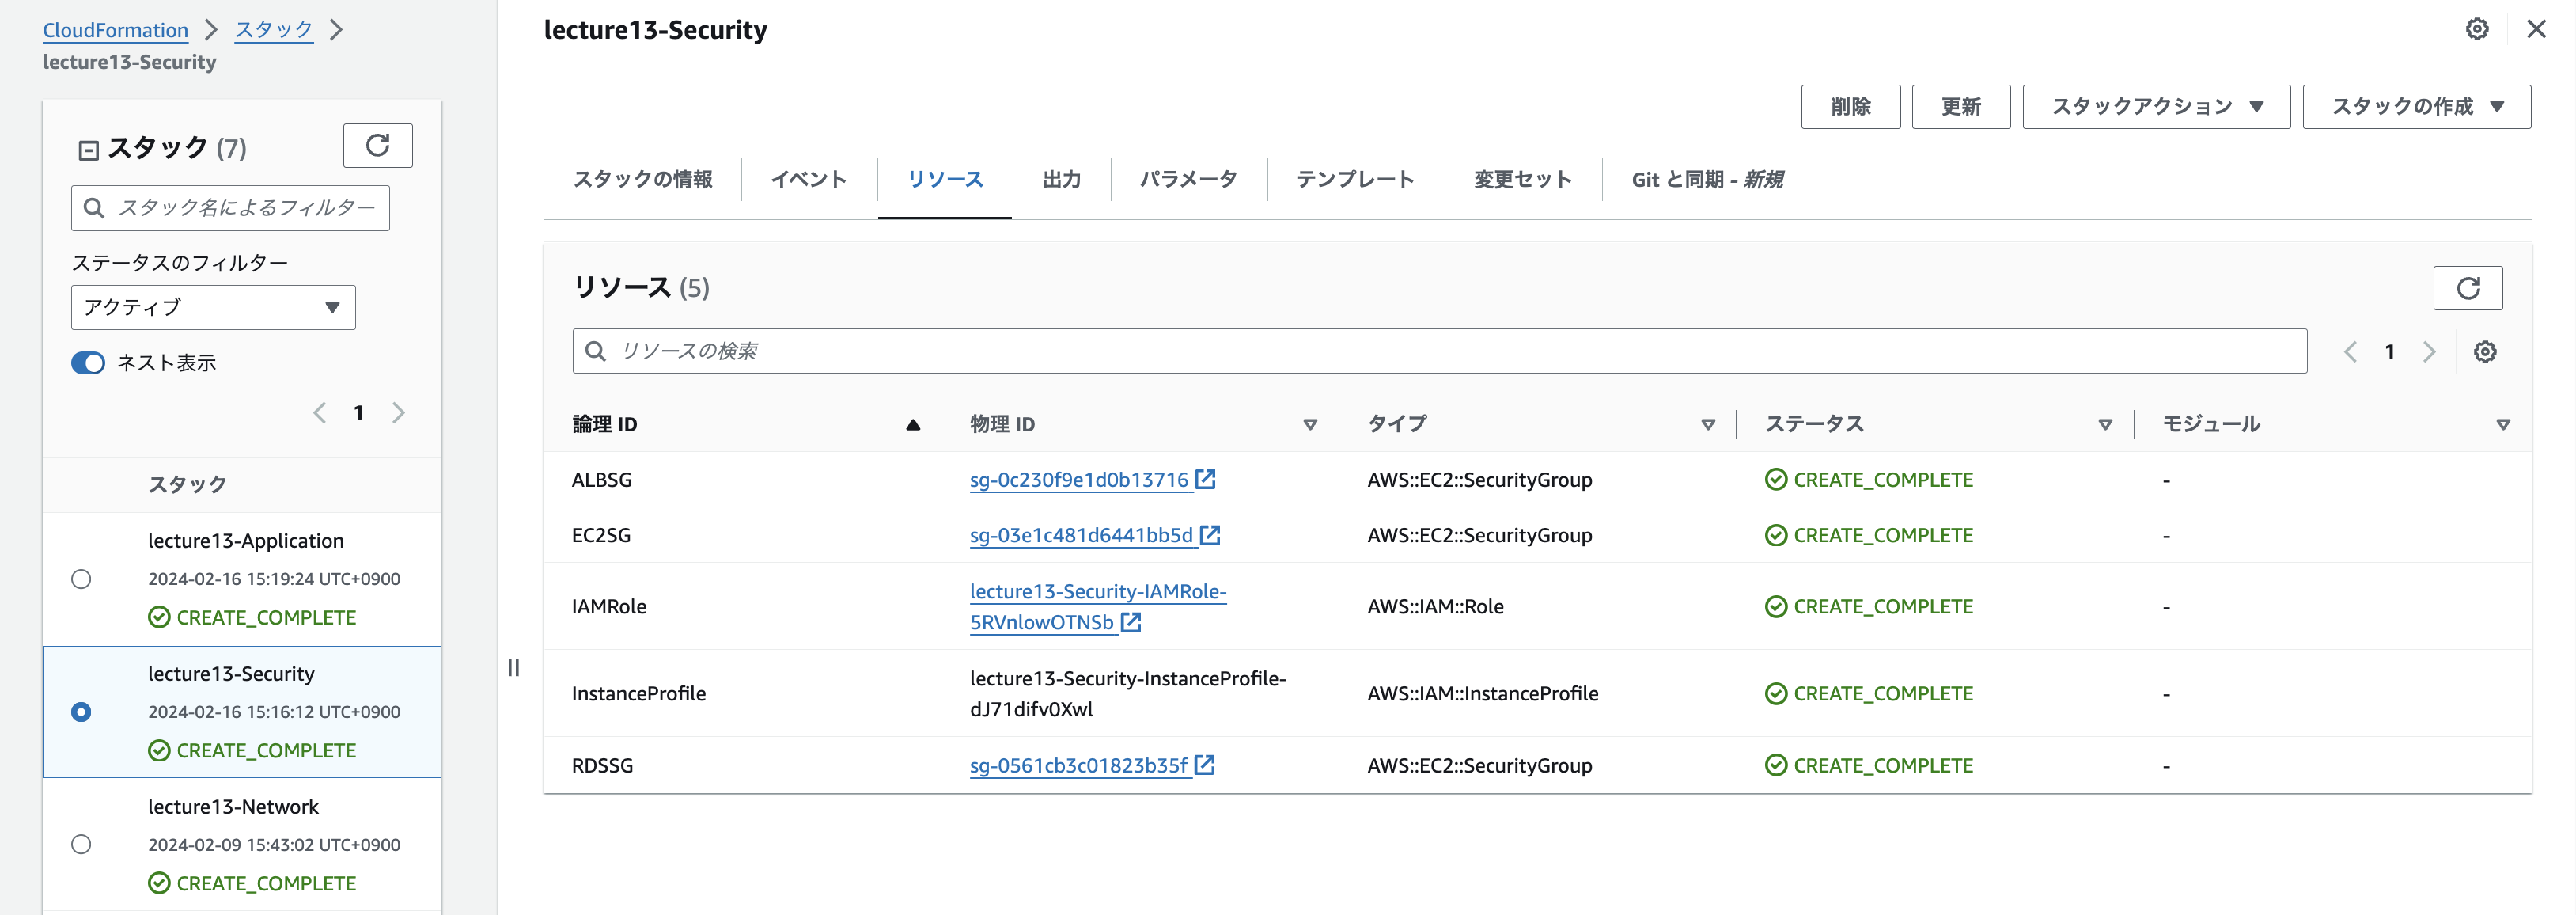 CloudFormation
スタック
lecture13-Security
スタック (7)
スタック名によるフィルター
ステータスのフィルター
アクティブ
ネスト表示
1
スタック
lecture13-Application
2024-02-16 15:19:24 UTC+0900
CREATE_COMPLETE
lecture13-Security
2024-02-16 15:16:12 UTC+0900
CREATE_COMPLETE
lecture13-Network
2024-02-09 15:43:02 UTC+0900
CREATE_COMPLETE
lecture13-Security
削除 更新 スタックアクション スタックの作成
スタックの情報 イベント リソース 出力 パラメータ テンプレート 変更セット Git と同期 - 新規
リソース (5)
リソースの検索
1
論理 ID 物理 ID タイプ ステータス モジュール
ALBSG sg-0c230f9e1d0b13716 AWS::EC2::SecurityGroup CREATE_COMPLETE -
EC2SG sg-03e1c481d6441bb5d AWS::EC2::SecurityGroup CREATE_COMPLETE -
IAMRole lecture13-Security-IAMRole-
5RVnlowOTNSb AWS::IAM::Role CREATE_COMPLETE -
InstanceProfile lecture13-Security-InstanceProfile-
dJ71difv0Xwl AWS::IAM::InstanceProfile CREATE_COMPLETE -
RDSSG sg-0561cb3c01823b35f AWS::EC2::SecurityGroup CREATE_COMPLETE -